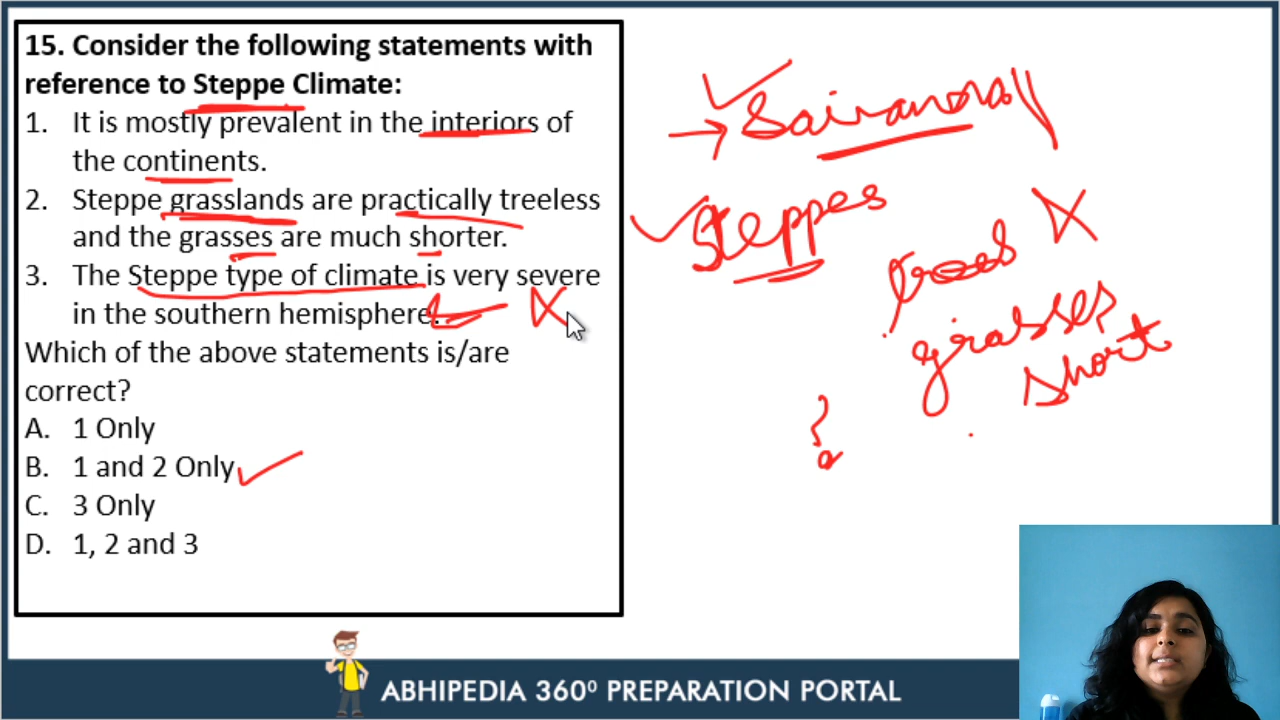 15. Consider the following statements with
reference to Steppe Climate:
1. It is mostly prevalent in the interiors of
the continents.
2. Steppe grasslands are practically treeless
and the grasses are much shorter.
3. The Steppe type of climate is very severe
in the southern hemisphere.
Which of the above statements is/are
correct?
A. 1 Only
B. 1 and 2 Only
C. 3 Only
D. 1, 2 and 3
Steppes
trees
grasses
short
?
ABHIPEDIA 360⁰ PREPARATION PORTAL